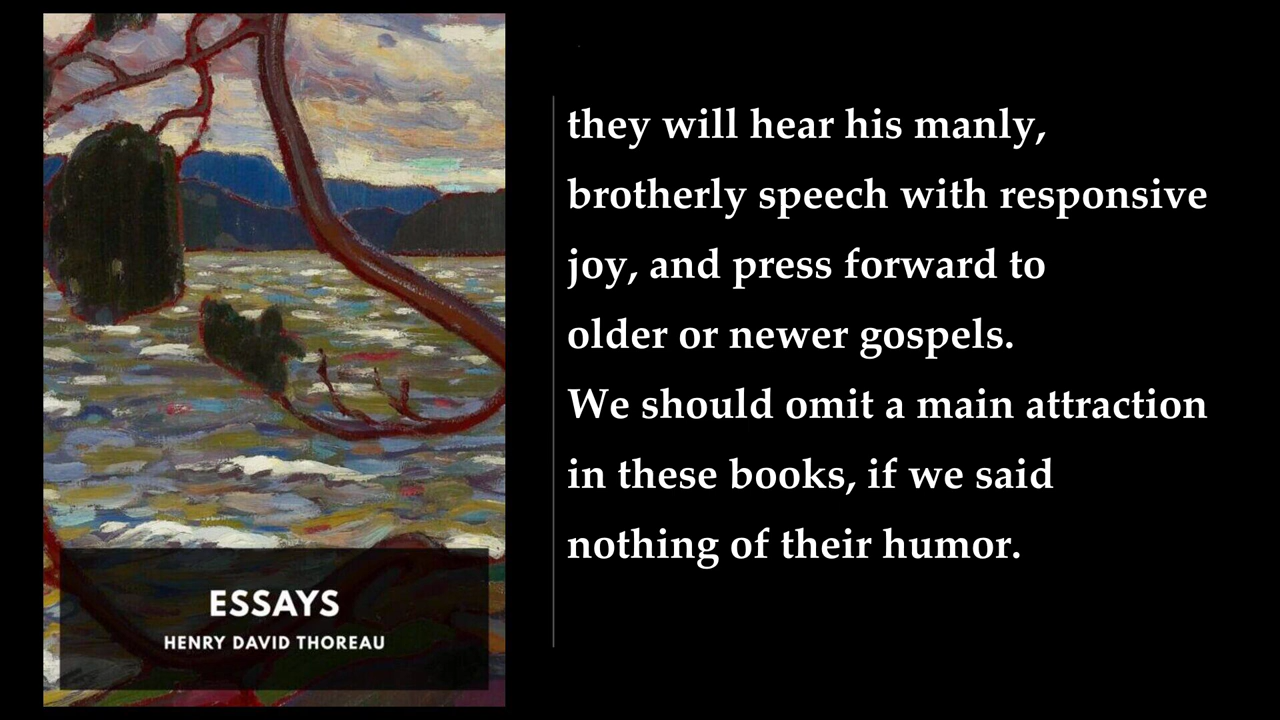 ESSAYS
HENRY DAVID THOREAU
they will hear his manly,
brotherly speech with responsive
joy, and press forward to
older or newer gospels.
We should omit a main attraction
in these books, if we said
nothing of their humor.